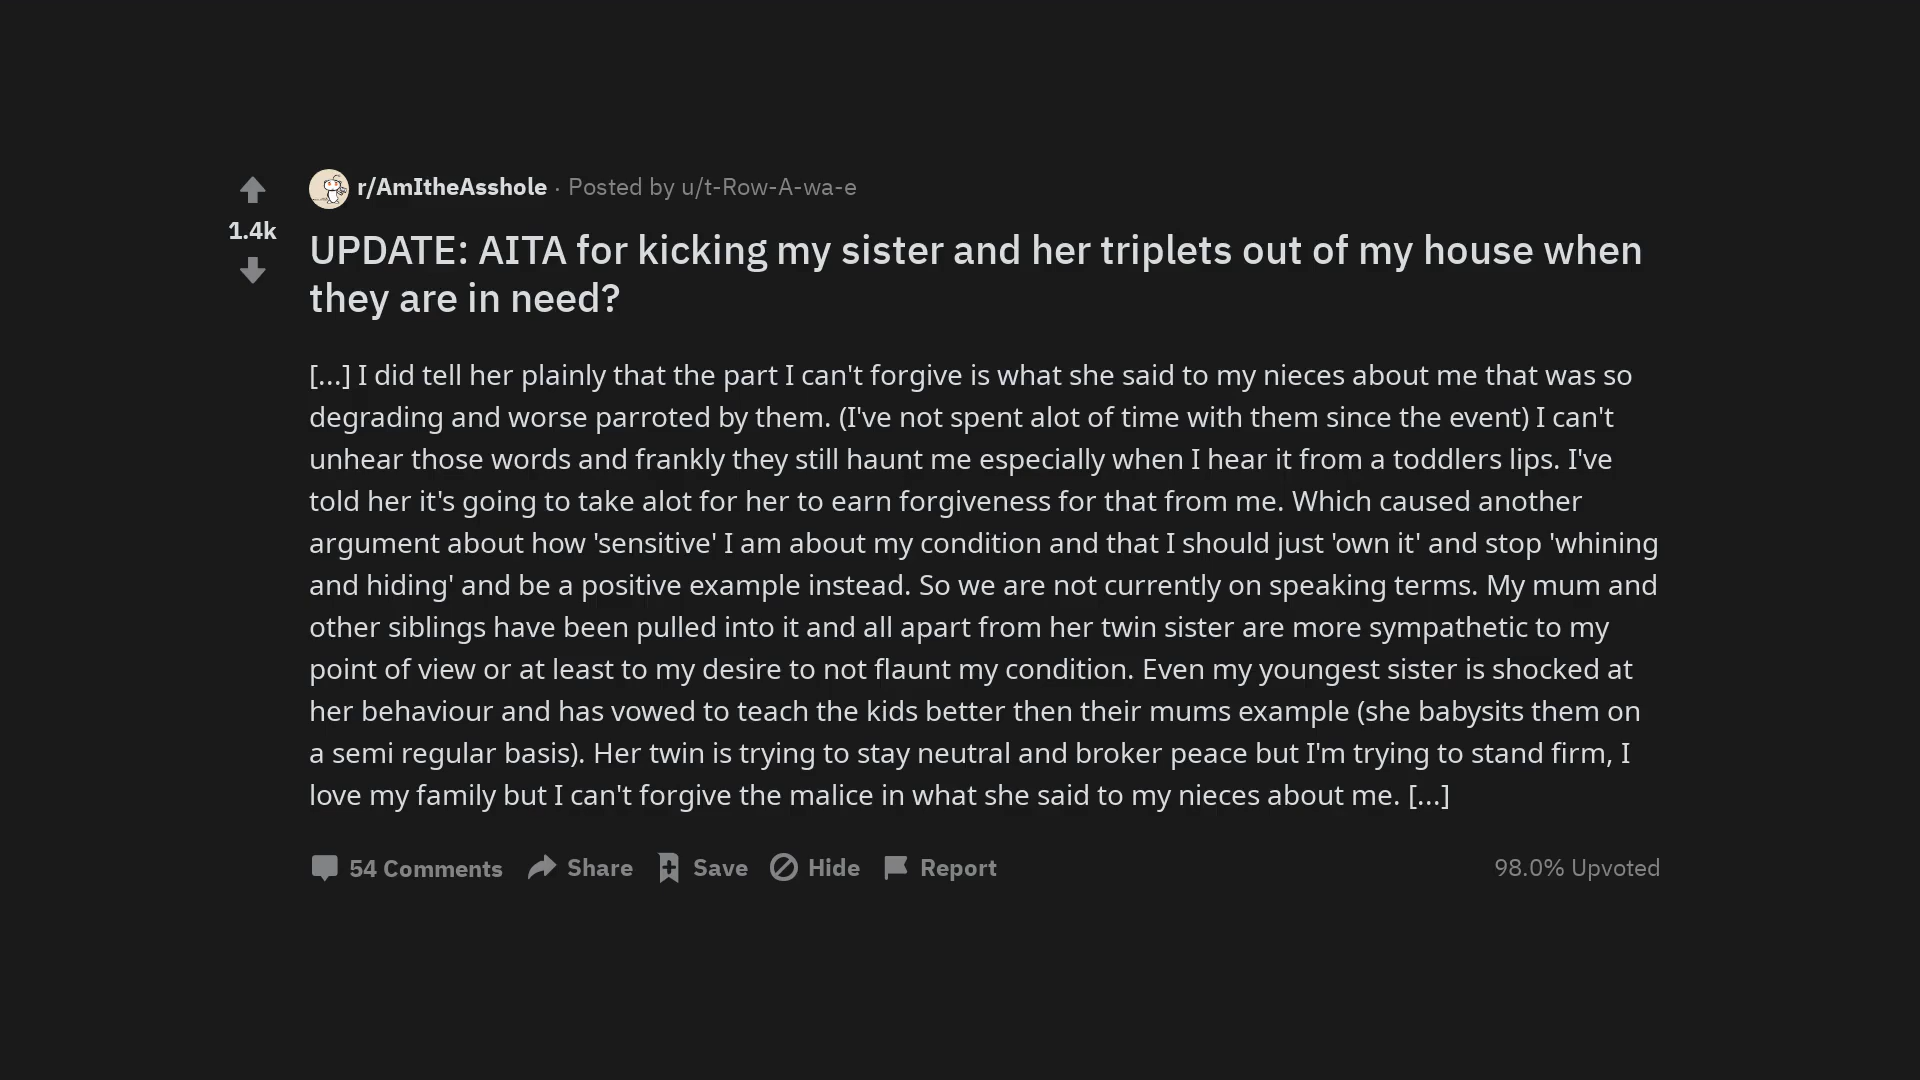 r/AmItheAsshole · Posted by u/t-Row-A-wa-e
1.4k
UPDATE: AITA for kicking my sister and her triplets out of my house when
they are in need?
[...] I did tell her plainly that the part I can't forgive is what she said to my nieces about me that was so
degrading and worse parroted by them. (I've not spent alot of time with them since the event) I can't
unhear those words and frankly they still haunt me especially when I hear it from a toddlers lips. I've
told her it's going to take alot for her to earn forgiveness for that from me. Which caused another
argument about how 'sensitive' I am about my condition and that I should just 'own it' and stop 'whining
and hiding' and be a positive example instead. So we are not currently on speaking terms. My mum and
other siblings have been pulled into it and all apart from her twin sister are more sympathetic to my
point of view or at least to my desire to not flaunt my condition. Even my youngest sister is shocked at
her behaviour and has vowed to teach the kids better then their mums example (she babysits them on
a semi regular basis). Her twin is trying to stay neutral and broker peace but I'm trying to stand firm, I
love my family but I can't forgive the malice in what she said to my nieces about me. [...]
54 Comments Share Save Hide Report 98.0% Upvoted